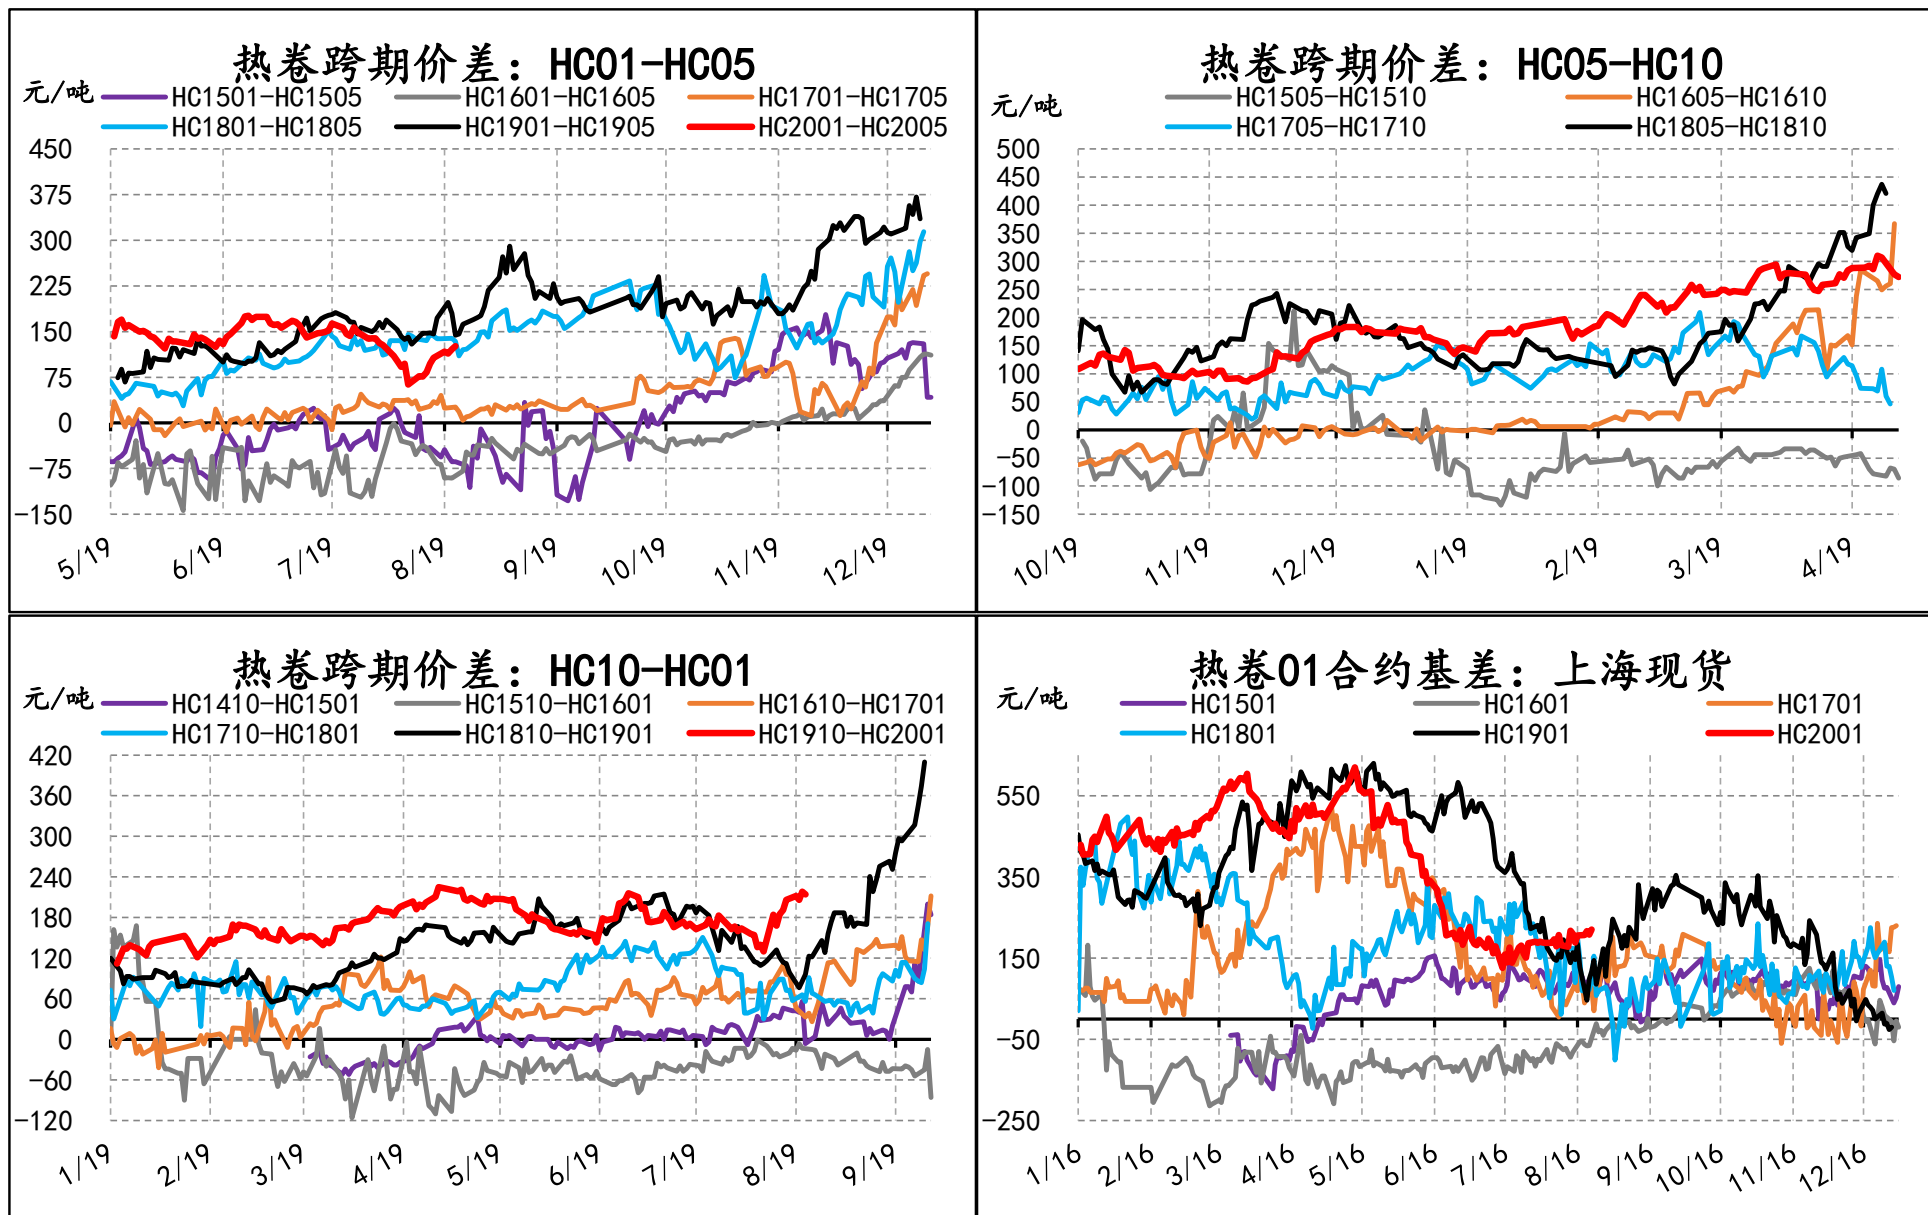 热卷跨期价差：HC01-HC05
元/吨
HC1501-HC1505 HC1601-HC1605 HC1701-HC1705
HC1801-HC1805 HC1901-HC1905 HC2001-HC2005
450
375
300
225
150
75
0
-75
-150
5/19 6/19 7/19 8/19 9/19 10/19 11/19 12/19
热卷跨期价差：HC05-HC10
元/吨
HC1505-HC1510 HC1605-HC1610
HC1705-HC1710 HC1805-HC1810
500
450
400
350
300
250
200
150
100
50
0
-50
-100
-150
10/19 11/19 12/19 1/19 2/19 3/19 4/19
热卷跨期价差：HC10-HC01
元/吨
HC1410-HC1501 HC1510-HC1601 HC1610-HC1701
HC1710-HC1801 HC1810-HC1901 HC1910-HC2001
420
360
300
240
180
120
60
0
-60
-120
1/19 2/19 3/19 4/19 5/19 6/19 7/19 8/19 9/19
热卷01合约基差：上海现货
元/吨
HC1501 HC1601 HC1701
HC1801 HC1901 HC2001
550
350
150
-50
-250
1/16 2/16 3/16 4/16 5/16 6/16 7/16 8/16 9/16 10/16 11/16 12/16